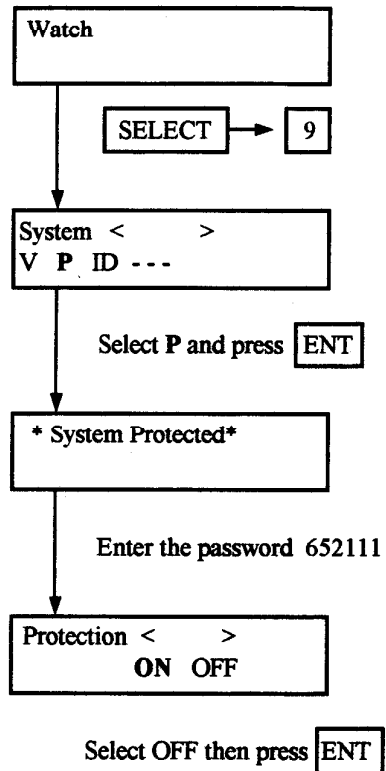 Watch
SELECT 9
System < >
V P ID - - -
Select P and press ENT
* System Protected*
Enter the password 652111
Protection < >
ON OFF
Select OFF then press ENT